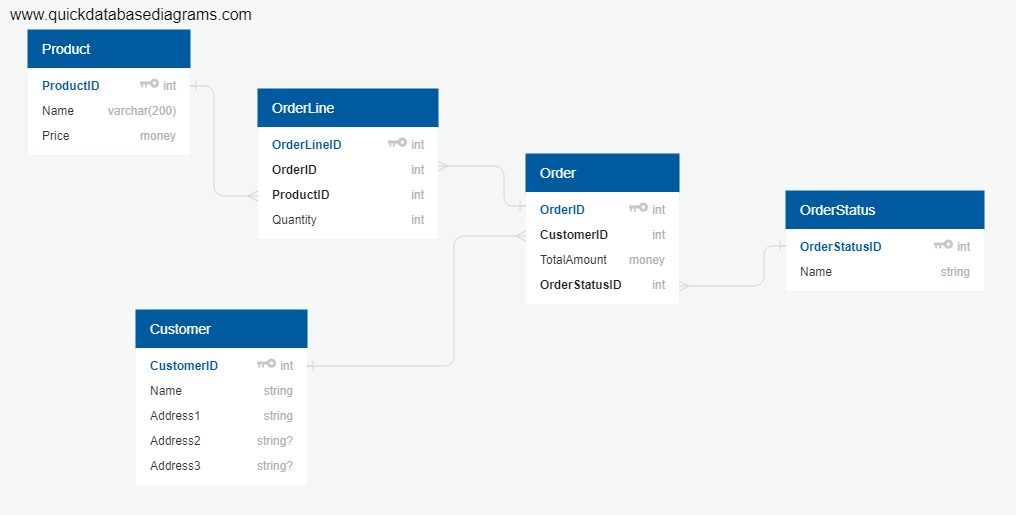 www.quickdatabasediagrams.com
Product
ProductID int
Name varchar(200)
Price money
OrderLine
OrderLineID int
OrderID int
ProductID int
Quantity int
Order
OrderID int
CustomerID int
TotalAmount money
OrderStatusID int
OrderStatus
OrderStatusID int
Name string
Customer
CustomerID int
Name string
Address1 string
Address2 string?
Address3 string?